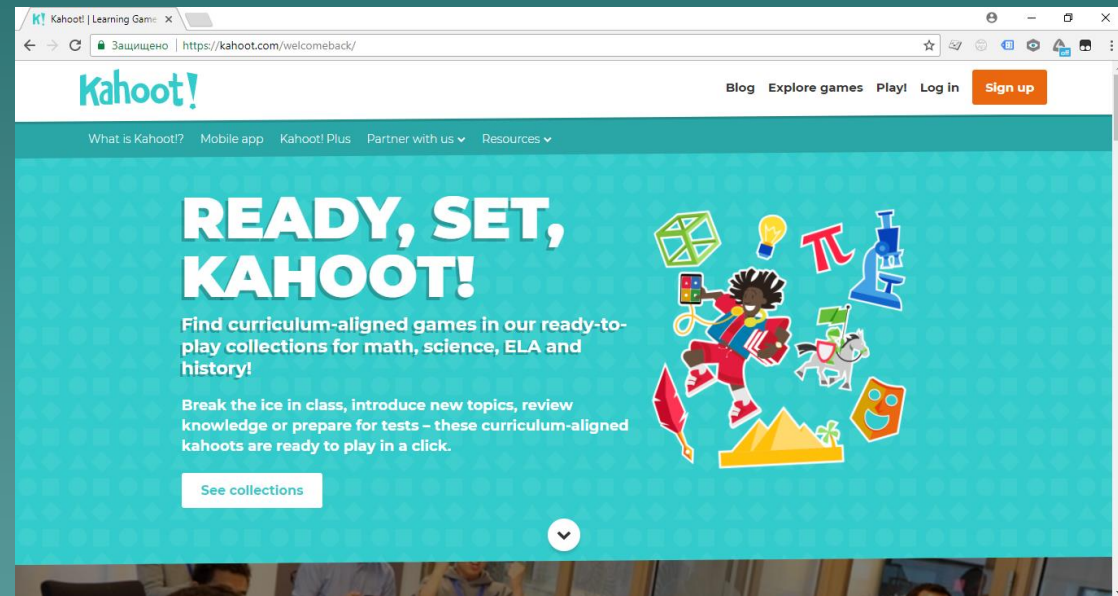 K! Kahoot! | Learning Game
Защищено | https://kahoot.com/welcomeback/
Kahoot!
Blog Explore games Play! Log in Sign up
What is Kahoot!? Mobile app Kahoot! Plus Partner with us Resources
READY, SET,
KAHOOT!
Find curriculum-aligned games in our ready-to-
play collections for math, science, ELA and
history!
Break the ice in class, introduce new topics, review
knowledge or prepare for tests – these curriculum-aligned
kahoots are ready to play in a click.
See collections